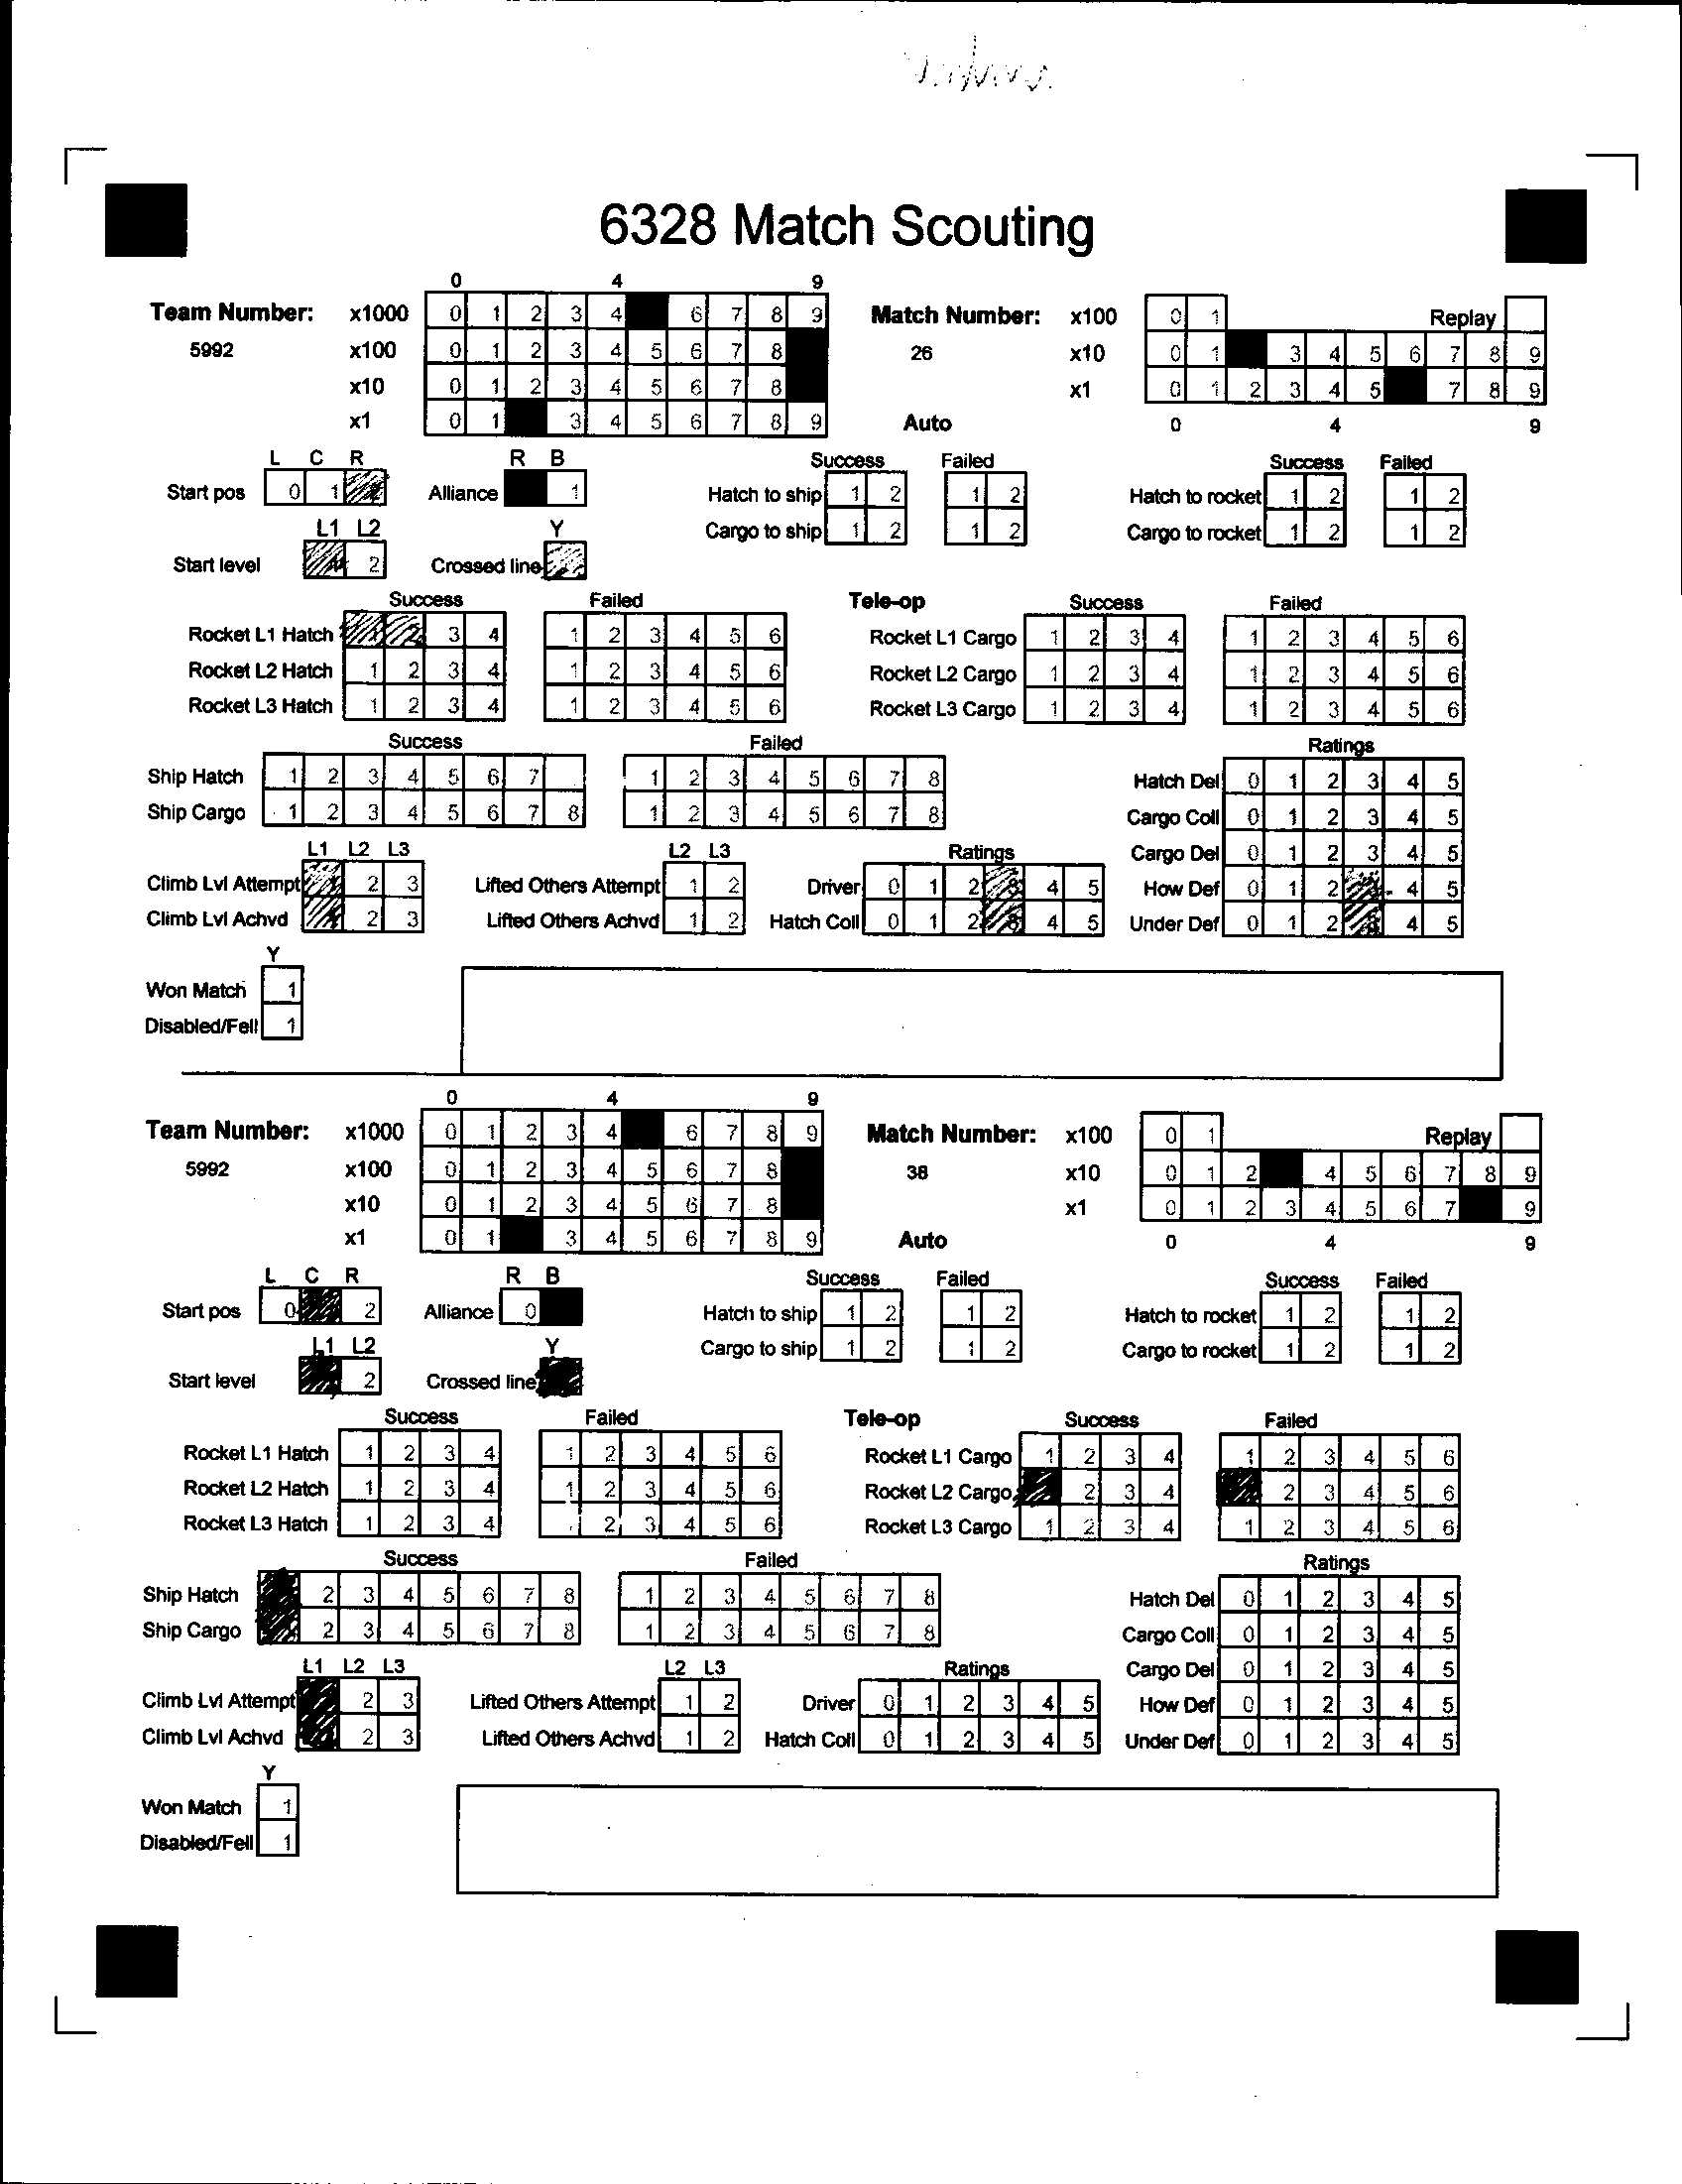 6328 Match Scouting
0 4 9
Team Number: x1000 0 1 2 3 4 6 7 8 9 Match Number: x100 0 1 Replay
5992 x100 0 1 2 3 4 5 6 7 8 26 x10 0 1 3 4 5 6 7 8 9
x10 0 1 2 3 4 5 6 7 8 x1 0 1 2 3 4 5 7 8 9
x1 0 1 3 4 5 6 7 8 9 Auto 0 4 9
L C R R B Success Failed Success Failed
Start pos 0 1 Alliance 1 Hatch to ship 1 2 1 2 Hatch to rocket 1 2 1 2
L1 L2 Y Cargo to ship 1 2 1 2 Cargo to rocket 1 2 1 2
Start level 2 Crossed line
Success Failed Tele-op Success Failed
Rocket L1 Hatch 1 2 3 4 1 2 3 4 5 6 Rocket L1 Cargo 1 2 3 4 1 2 3 4 5 6
Rocket L2 Hatch 1 2 3 4 1 2 3 4 5 6 Rocket L2 Cargo 1 2 3 4 1 2 3 4 5 6
Rocket L3 Hatch 1 2 3 4 1 2 3 4 5 6 Rocket L3 Cargo 1 2 3 4 1 2 3 4 5 6
Success Failed Ratings
Ship Hatch 1 2 3 4 5 6 7 1 2 3 4 5 6 7 8 Hatch Del 0 1 2 3 4 5
Ship Cargo 1 2 3 4 5 6 7 8 1 2 3 4 5 6 7 8 Cargo Coll 0 1 2 3 4 5
L1 L2 L3 L2 L3 Ratings Cargo Del 0 1 2 3 4 5
Climb Lvl Attempt 1 2 3 Lifted Others Attempt 1 2 Driver 0 1 2 3 4 5 How Def 0 1 2 4 5
Climb Lvl Achvd 2 3 Lifted Others Achvd 1 2 Hatch Coll 0 1 2 3 4 5 Under Def 0 1 2 4 5
Y
Won Match 1
Disabled/Fell 1
0 4 9
Team Number: x1000 0 1 2 3 4 6 7 8 9 Match Number: x100 0 1 Replay
5992 x100 0 1 2 3 4 5 6 7 8 38 x10 0 1 2 4 5 6 7 8 9
x10 0 1 2 3 4 5 6 7 8 x1 0 1 2 3 4 5 6 7 9
x1 0 1 3 4 5 6 7 8 9 Auto 0 4 9
L C R R B Success Failed Success Failed
Start pos 0 2 Alliance 0 Hatch to ship 1 2 1 2 Hatch to rocket 1 2 1 2
L1 L2 Y Cargo to ship 1 2 1 2 Cargo to rocket 1 2 1 2
Start level 2 Crossed line
Success Failed Tele-op Success Failed
Rocket L1 Hatch 1 2 3 4 1 2 3 4 5 6 Rocket L1 Cargo 1 2 3 4 1 2 3 4 5 6
Rocket L2 Hatch 1 2 3 4 1 2 3 4 5 6 Rocket L2 Cargo 2 3 4 2 3 4 5 6
Rocket L3 Hatch 1 2 3 4 2 3 4 5 6 Rocket L3 Cargo 1 2 3 4 1 2 3 4 5 6
Success Failed Ratings
Ship Hatch 2 3 4 5 6 7 8 1 2 3 4 5 6 7 8 Hatch Del 0 1 2 3 4 5
Ship Cargo 2 3 4 5 6 7 8 1 2 3 4 5 6 7 8 Cargo Coll 0 1 2 3 4 5
L1 L2 L3 L2 L3 Ratings Cargo Del 0 1 2 3 4 5
Climb Lvl Attempt 2 3 Lifted Others Attempt 1 2 Driver 0 1 2 3 4 5 How Def 0 1 2 3 4 5
Climb Lvl Achvd 2 3 Lifted Others Achvd 1 2 Hatch Coll 0 1 2 3 4 5 Under Def 0 1 2 3 4 5
Y
Won Match 1
Disabled/Fell 1